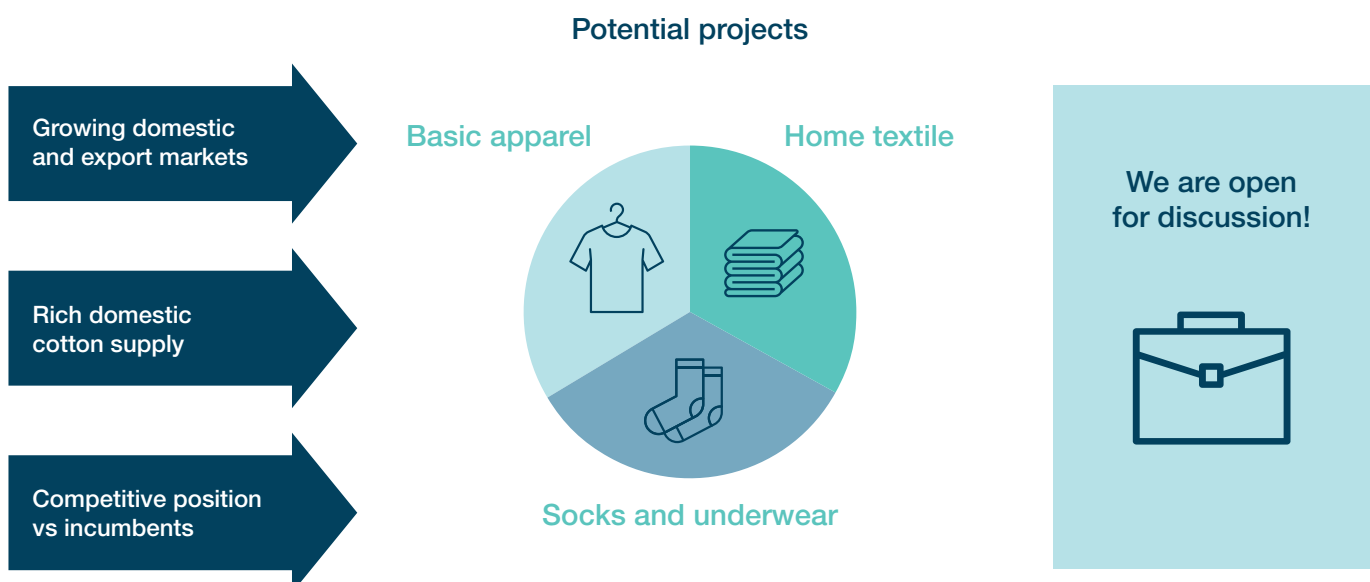 Potential projects
Growing domestic
and export markets
Rich domestic
cotton supply
Competitive position
vs incumbents
Basic apparel
Home textile
Socks and underwear
We are open
for discussion!